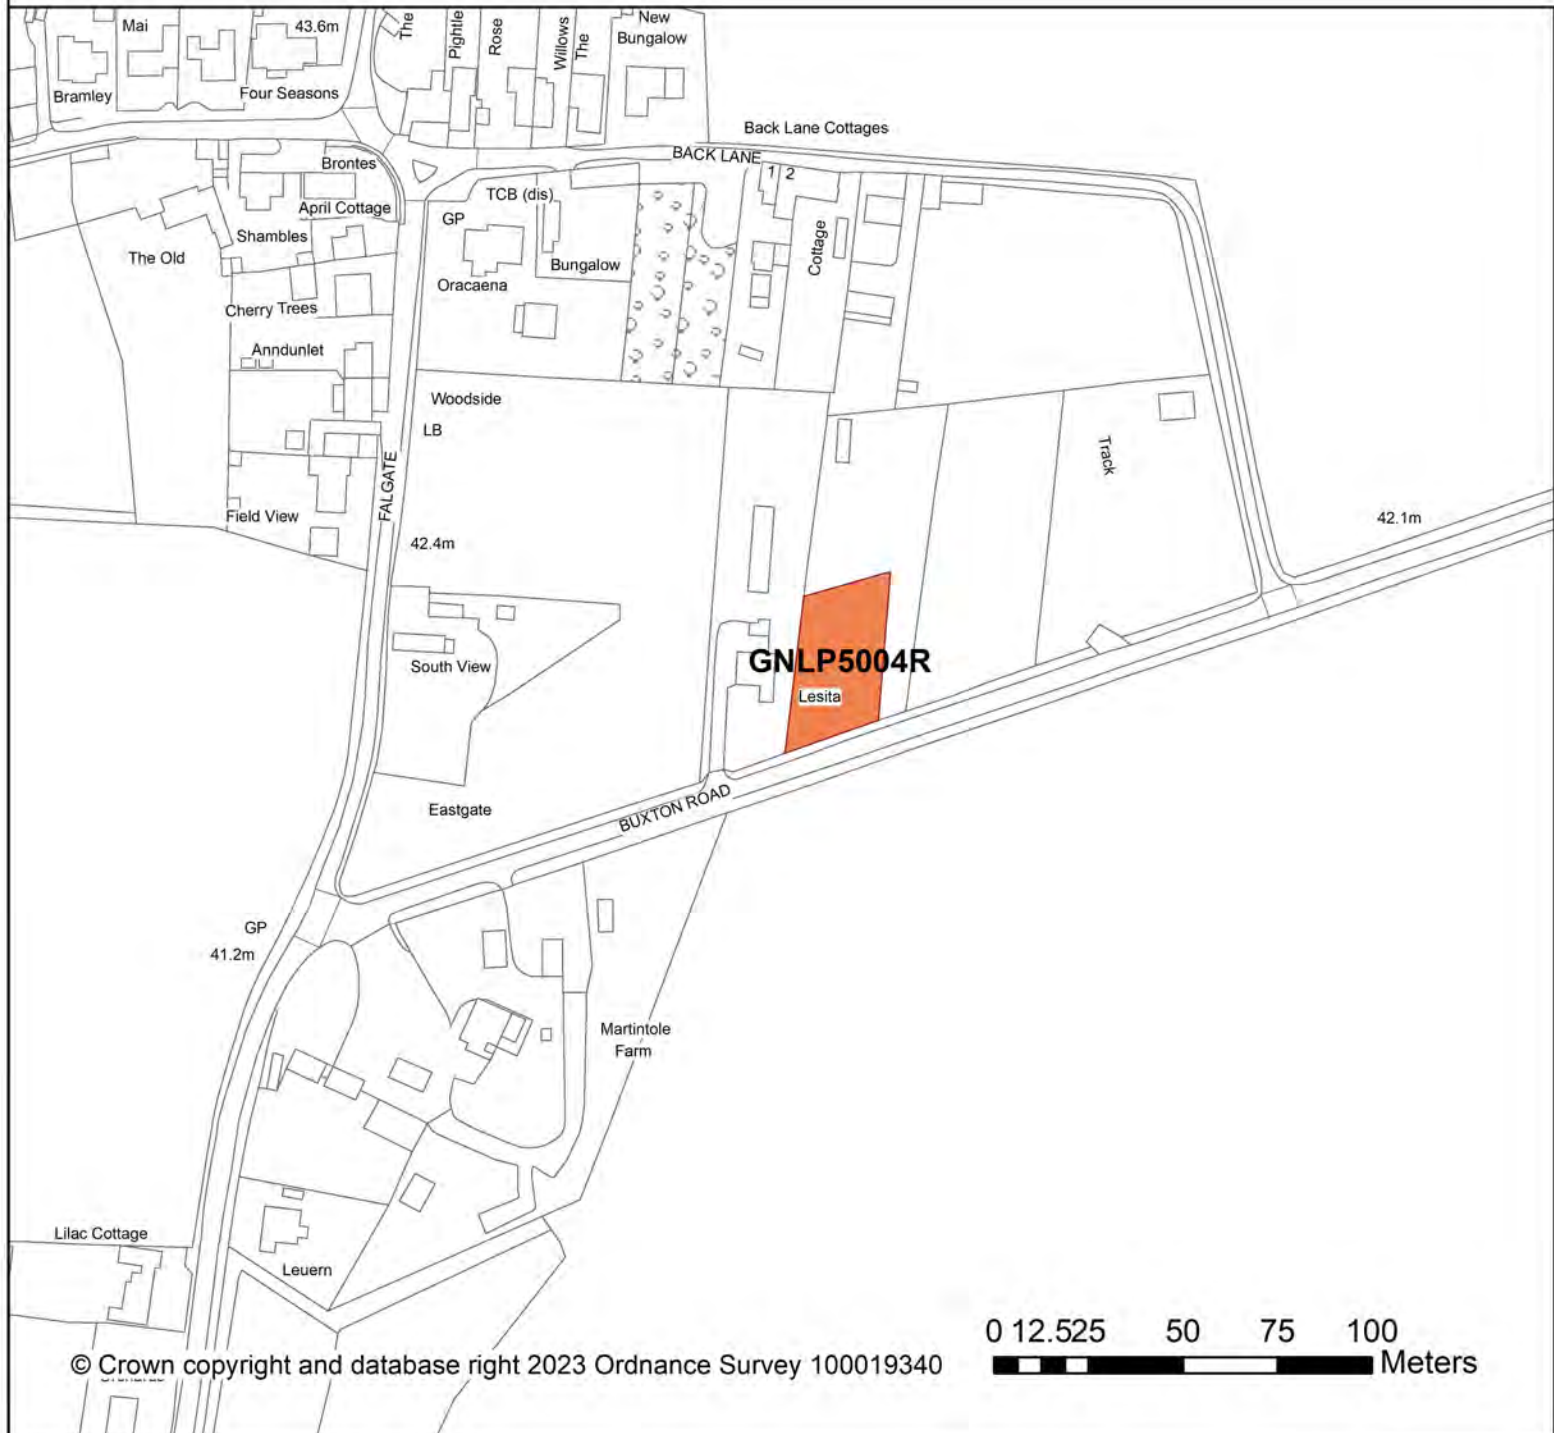 Mai
43.6m
The
Pightle
Rose
Willows
The
New
Bungalow
Bramley
Four Seasons
Back Lane Cottages
BACK LANE
Brontes
1 2
TCB (dis)
April Cottage
GP
Shambles
Cottage
The Old
Bungalow
Oracaena
Cherry Trees
Anndunlet
Woodside
LB
Track
FALGATE
Field View
42.4m
42.1m
South View
GNLP5004R
Lesita
Eastgate
BUXTON ROAD
GP
41.2m
Martintole
Farm
Lilac Cottage
Leuern
0 12.525 50 75 100
Meters
© Crown copyright and database right 2023 Ordnance Survey 100019340